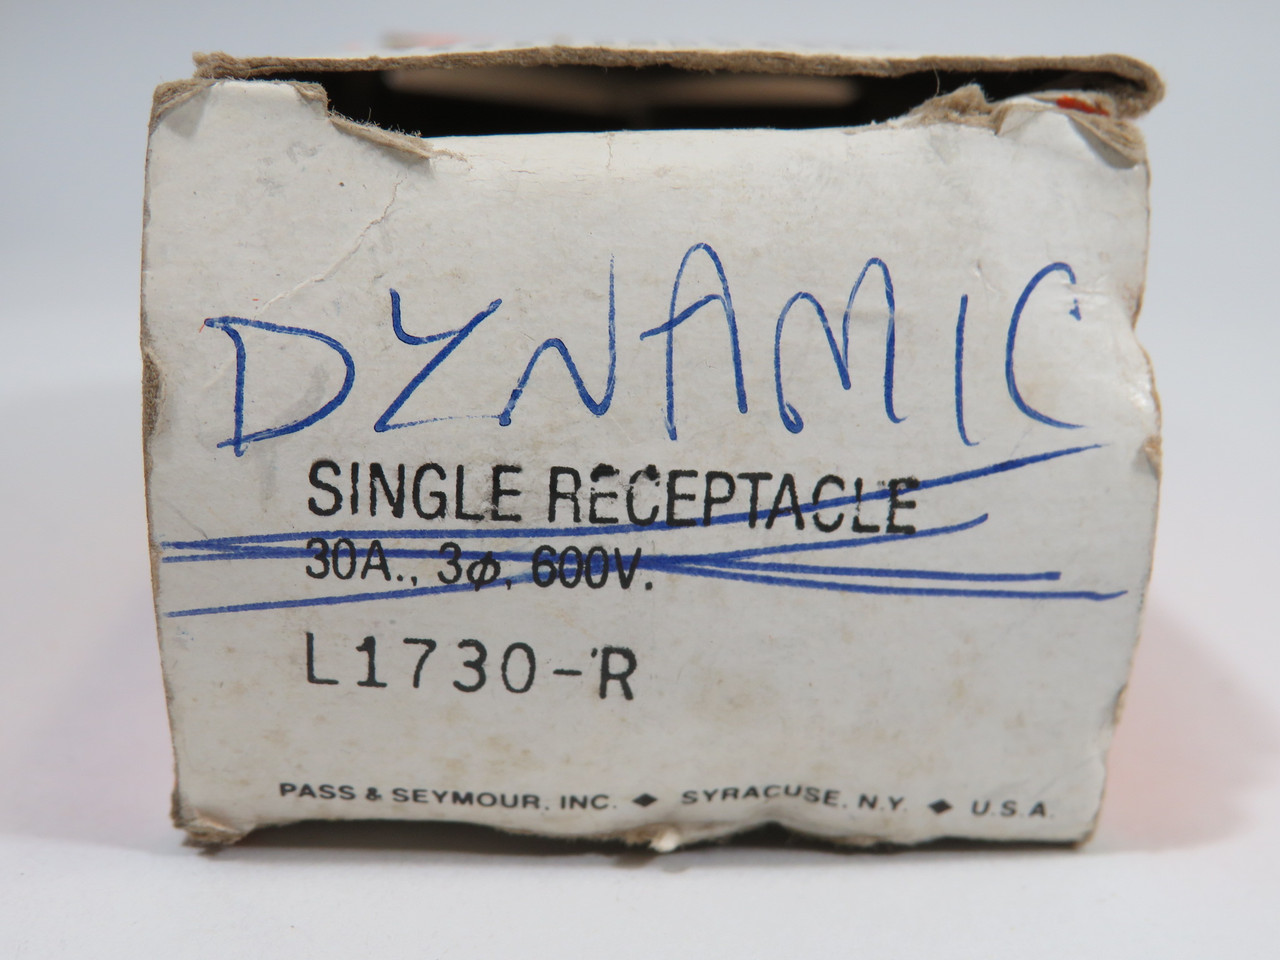 DYNAMIC
SINGLE RECEPTACLE
30A., 3φ, 600V.
L1730-R
PASS & SEYMOUR, INC. ◆ SYRACUSE, N.Y. ◆ U.S.A.